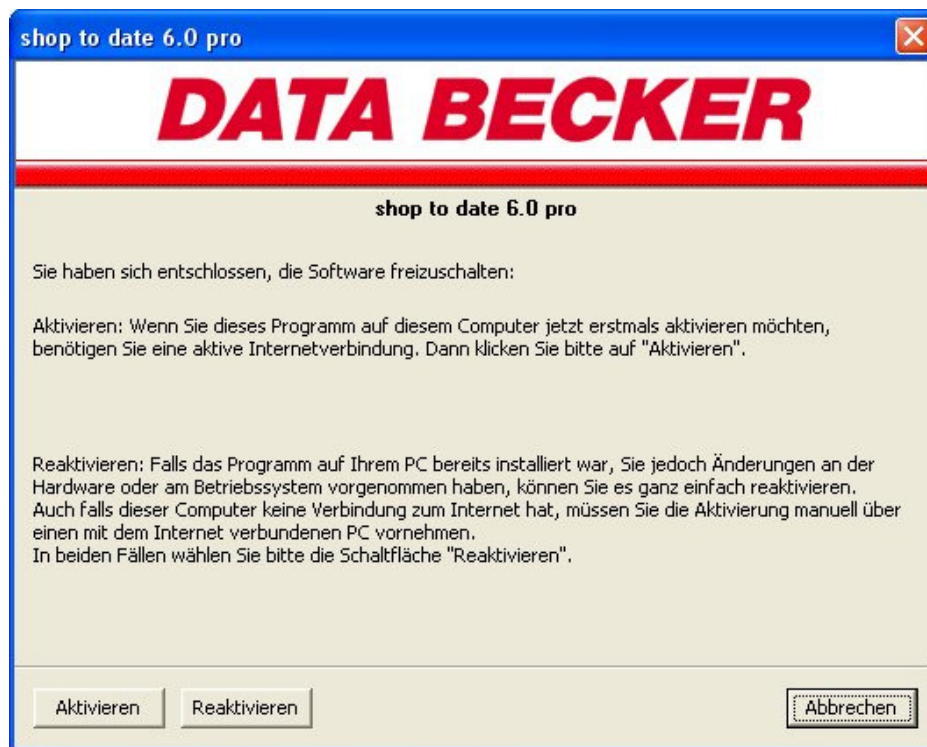 shop to date 6.0 pro
DATA BECKER
shop to date 6.0 pro
Sie haben sich entschlossen, die Software freizuschalten:
Aktivieren: Wenn Sie dieses Programm auf diesem Computer jetzt erstmals aktivieren möchten,
benötigen Sie eine aktive Internetverbindung. Dann klicken Sie bitte auf "Aktivieren".
Reaktivieren: Falls das Programm auf Ihrem PC bereits installiert war, Sie jedoch Änderungen an der
Hardware oder am Betriebssystem vorgenommen haben, können Sie es ganz einfach reaktivieren.
Auch falls dieser Computer keine Verbindung zum Internet hat, müssen Sie die Aktivierung manuell über
einen mit dem Internet verbundenen PC vornehmen.
In beiden Fällen wählen Sie bitte die Schaltfläche "Reaktivieren".
Aktivieren
Reaktivieren
Abbrechen